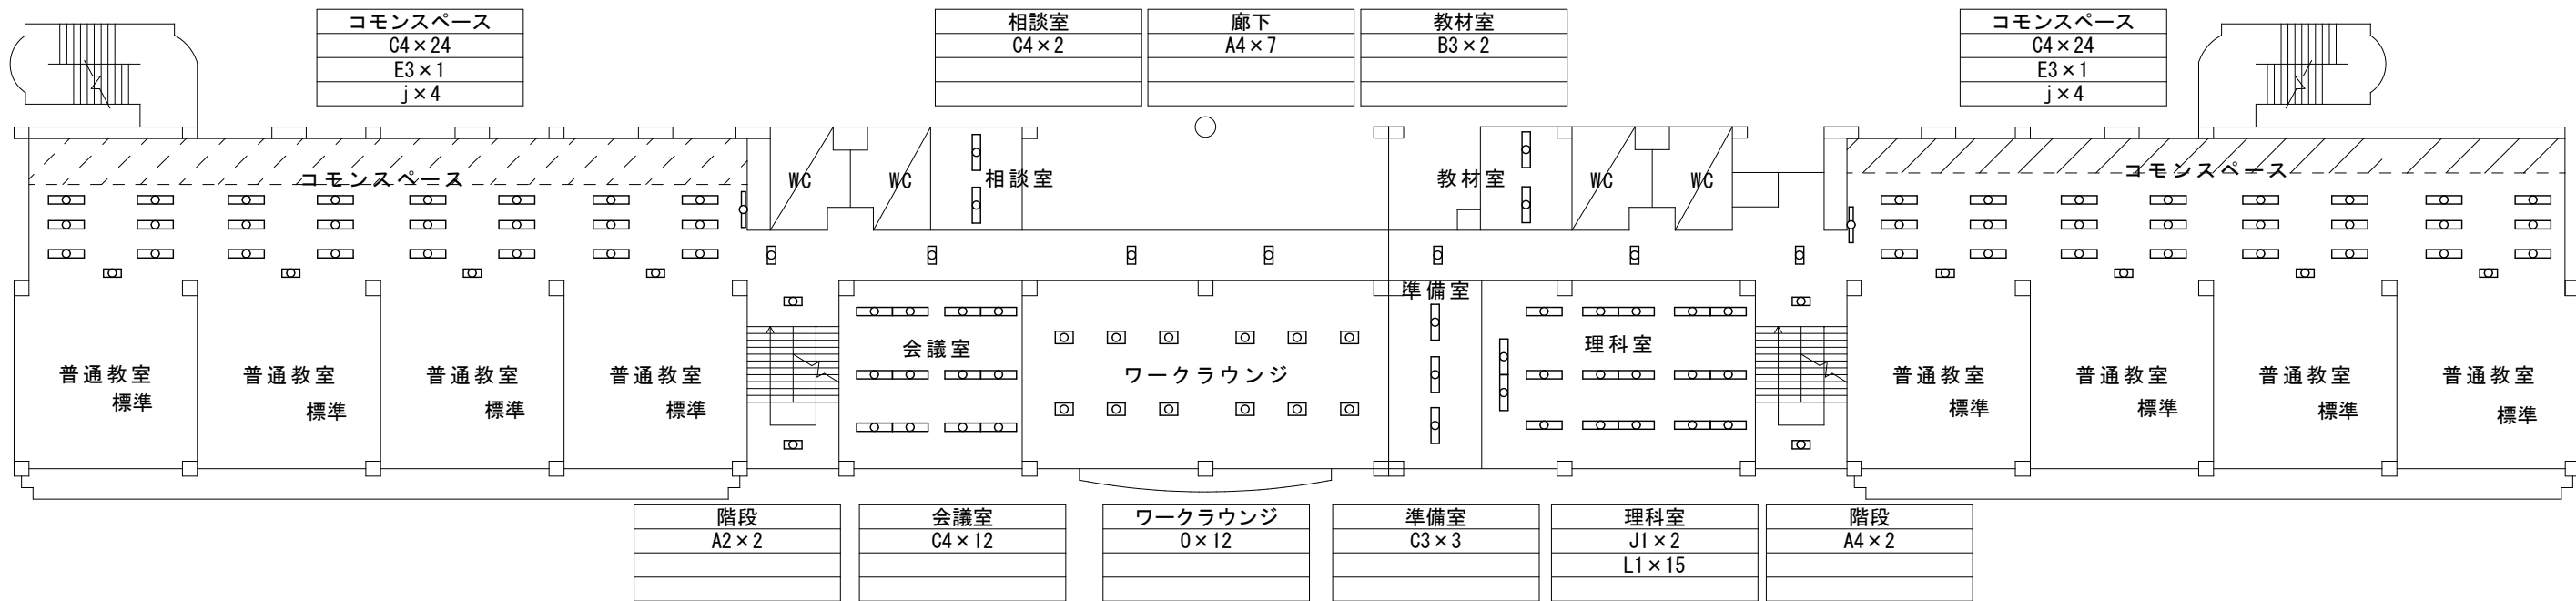 コモンスペース
C4×24
E3×1
j×4
相談室
C4×2
廊下
A4×7
教材室
B3×2
コモンスペース
C4×24
E3×1
j×4
コモンスペース
WC
WC
相談室
教材室
WC
WC
コモンスペース
準備室
会議室
理科室
普通教室
標準
普通教室
標準
普通教室
標準
普通教室
標準
ワークラウンジ
普通教室
標準
普通教室
標準
普通教室
標準
普通教室
標準
階段
A2×2
会議室
C4×12
ワークラウンジ
O×12
準備室
C3×3
理科室
J1×2
L1×15
階段
A4×2